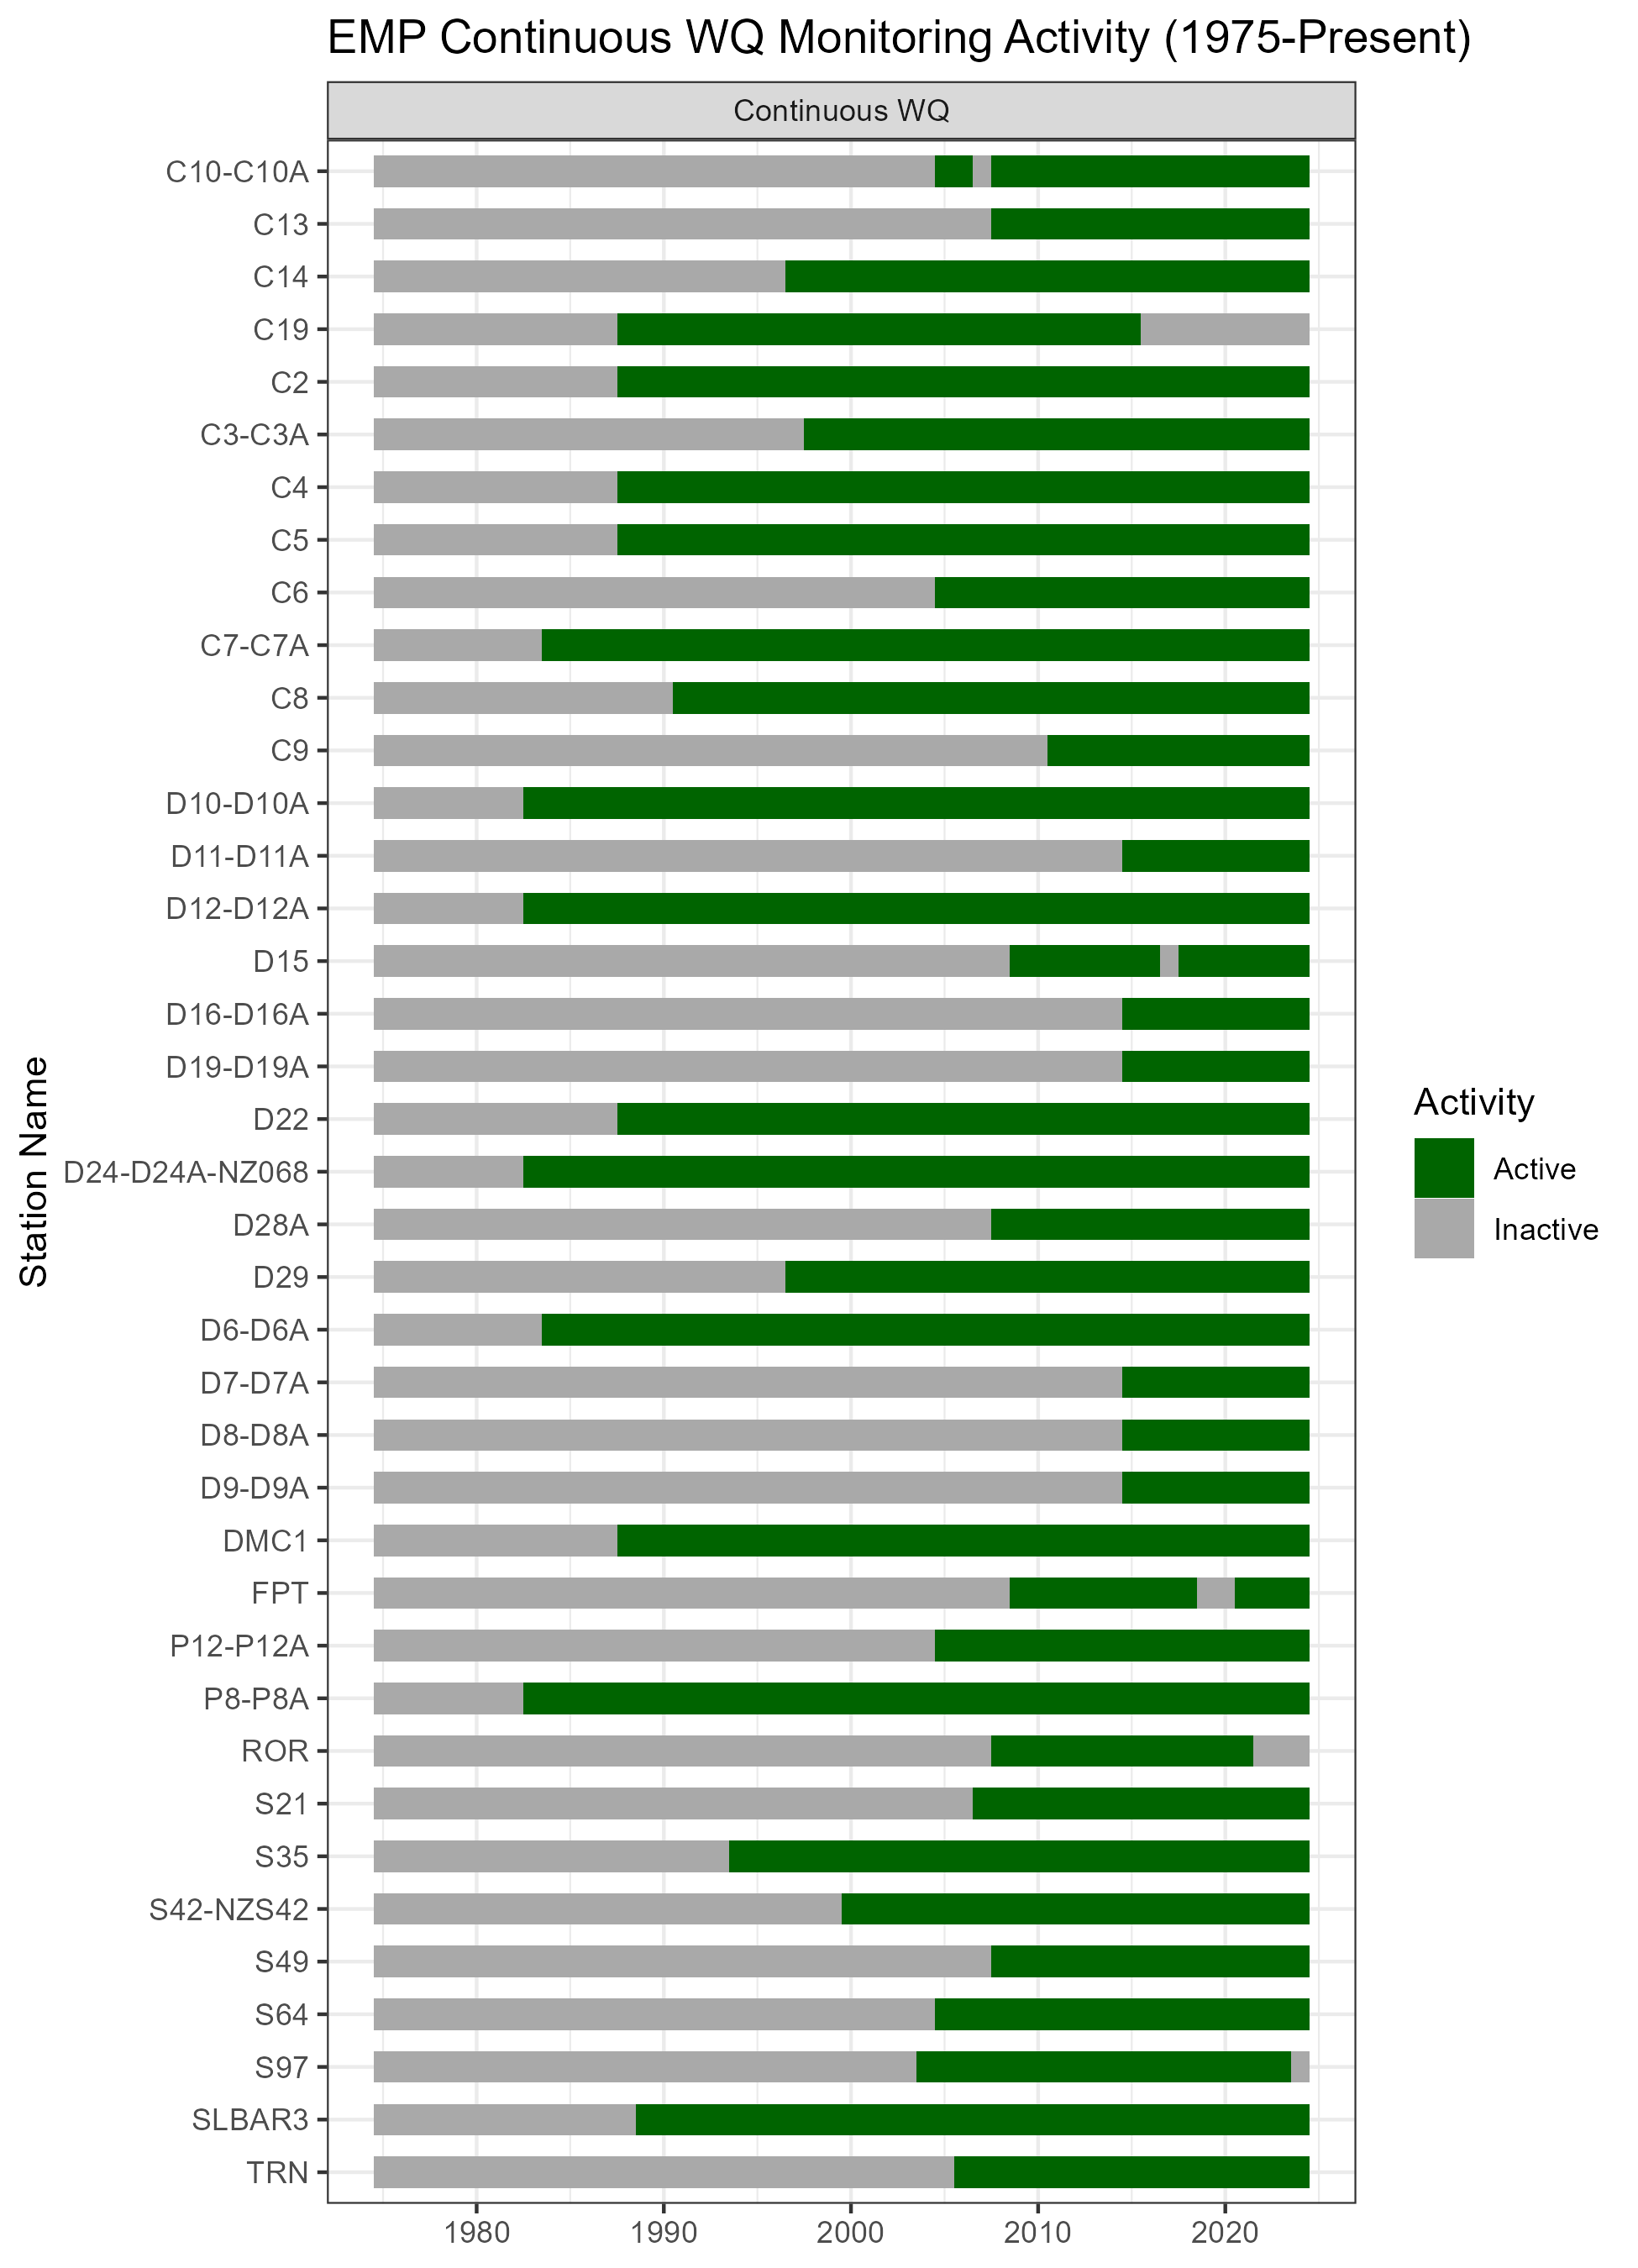 EMP Continuous WQ Monitoring Activity (1975-Present)
Continuous WQ
Station Name
C10-C10A
C13
C14
C19
C2
C3-C3A
C4
C5
C6
C7-C7A
C8
C9
D10-D10A
D11-D11A
D12-D12A
D15
D16-D16A
D19-D19A
D22
D24-D24A-NZ068
D28A
D29
D6-D6A
D7-D7A
D8-D8A
D9-D9A
DMC1
FPT
P12-P12A
P8-P8A
ROR
S21
S35
S42-NZS42
S49
S64
S97
SLBAR3
TRN
1980 1990 2000 2010 2020
Activity
Active
Inactive